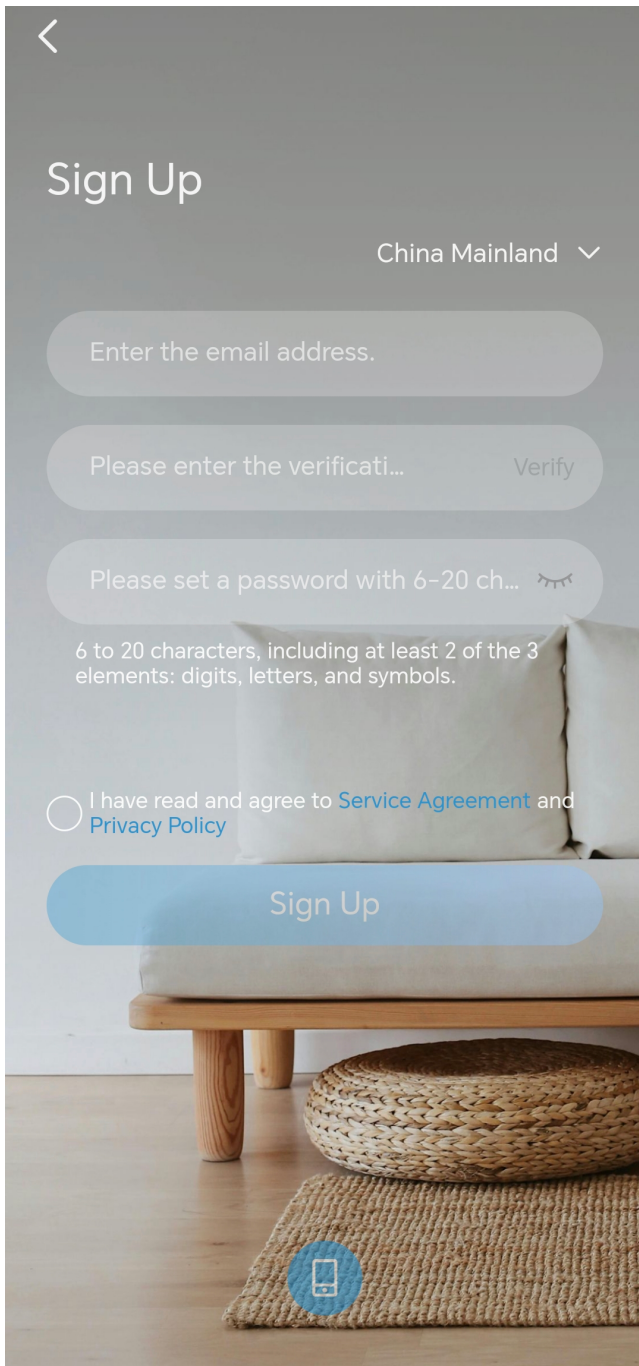 Sign Up
China Mainland
Enter the email address.
Please enter the verificati...
Verify
Please set a password with 6-20 ch...
6 to 20 characters, including at least 2 of the 3
elements: digits, letters, and symbols.
I have read and agree to Service Agreement and
Privacy Policy
Sign Up